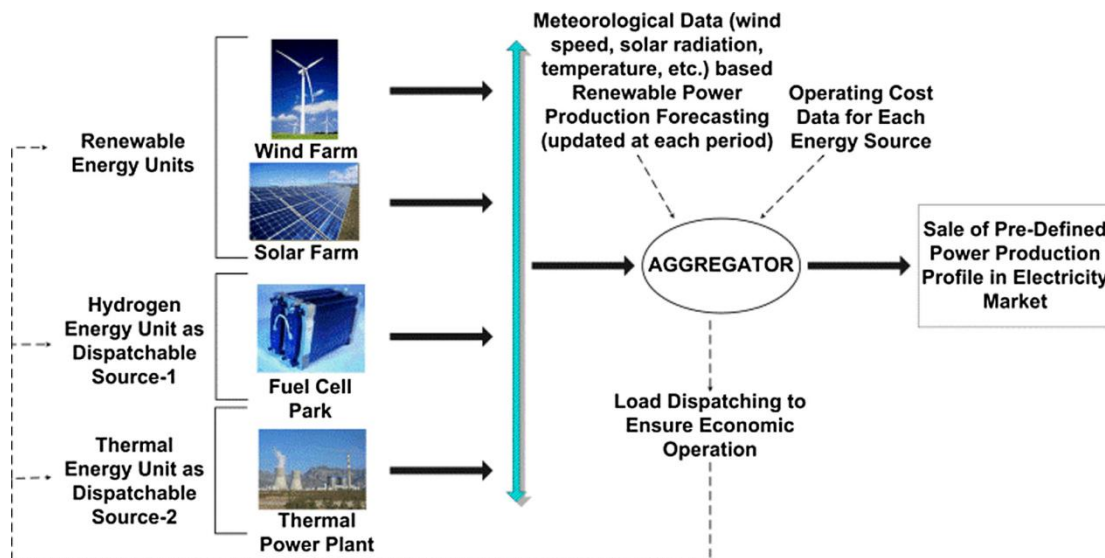 Renewable
Energy Units
Wind Farm
Solar Farm
Hydrogen
Energy Unit as
Dispatchable
Source-1
Fuel Cell
Park
Thermal
Energy Unit as
Dispatchable
Source-2
Thermal
Power Plant
Meteorological Data (wind
speed, solar radiation,
temperature, etc.) based
Renewable Power
Production Forecasting
(updated at each period)
Operating Cost
Data for Each
Energy Source
AGGREGATOR
Sale of Pre-Defined
Power Production
Profile in Electricity
Market
Load Dispatching to
Ensure Economic
Operation